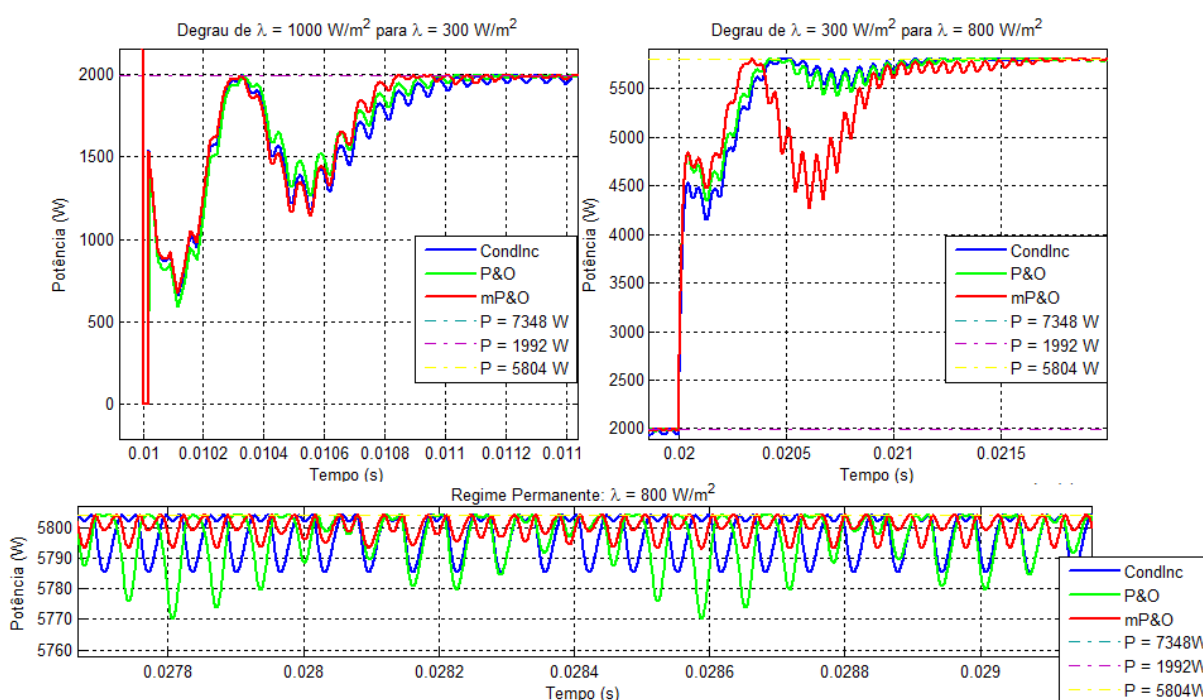 Degrau de λ = 1000 W/m² para λ = 300 W/m²
Potência (W)
2000
1500
1000
500
0
CondInc
P&O
mP&O
P = 7348 W
P = 1992 W
P = 5804 W
0.01 0.0102 0.0104 0.0106 0.0108 0.011 0.0112 0.011
Tempo (s)
Degrau de λ = 300 W/m² para λ = 800 W/m²
Potência (W)
5500
5000
4500
4000
3500
3000
2500
2000
CondInc
P&O
mP&O
P = 7348 W
P = 1992 W
P = 5804 W
0.02 0.0205 0.021 0.0215
Tempo (s)
Regime Permanente: λ = 800 W/m²
Potência (W)
5800
5790
5780
5770
5760
CondInc
P&O
mP&O
P = 7348W
P = 1992W
P = 5804W
0.0278 0.028 0.0282 0.0284 0.0286 0.0288 0.029
Tempo (s)